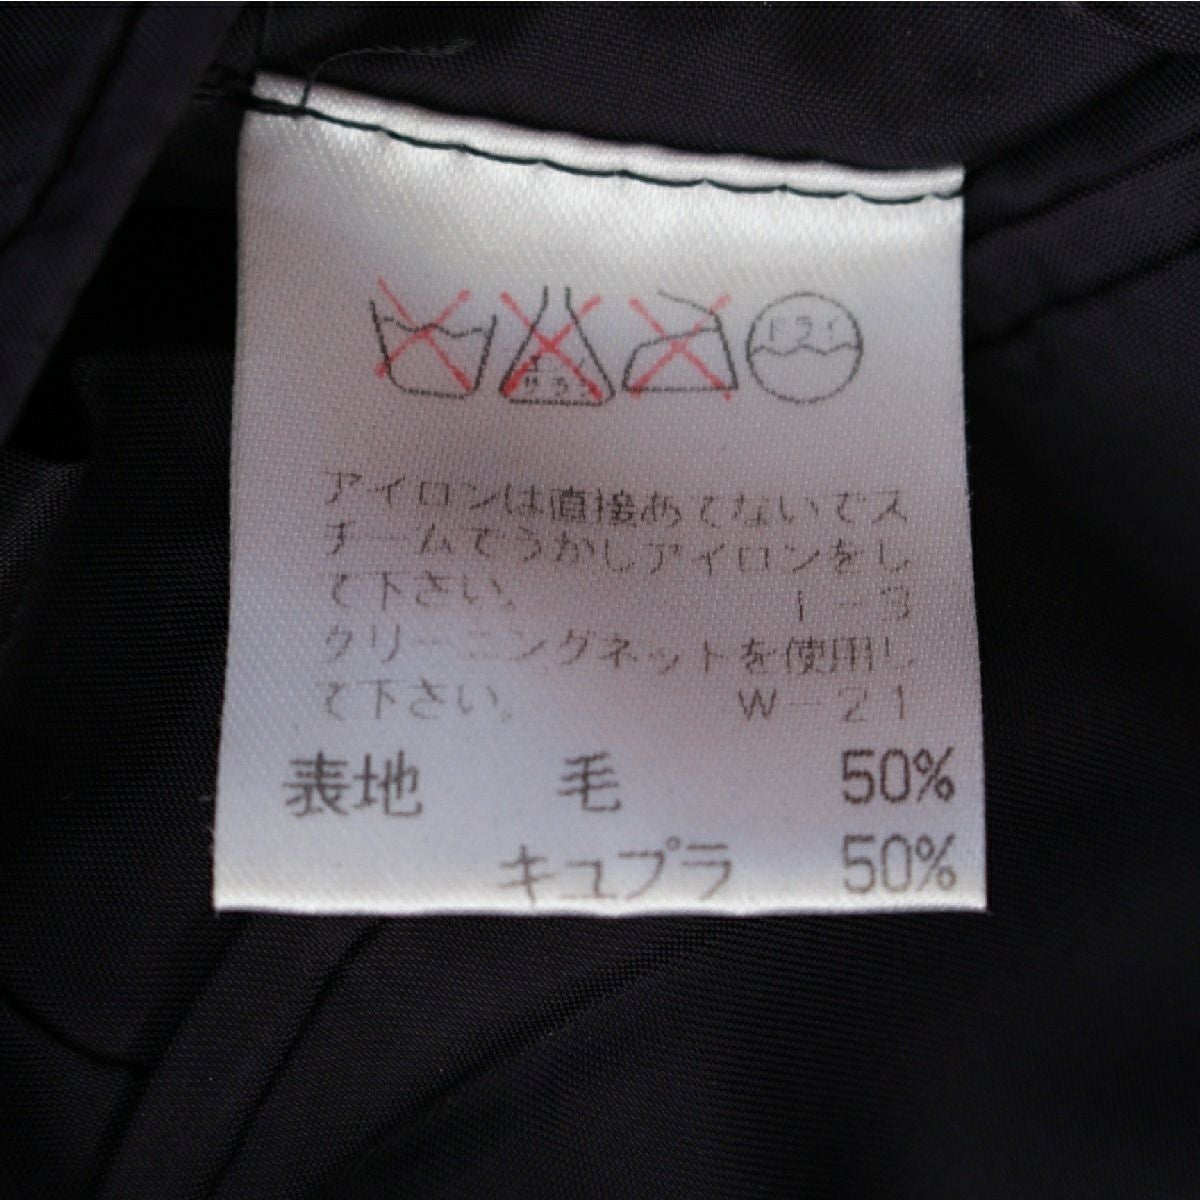 ドライ
アイロンは直接あてないでス
チームでうかしアイロンをし
て下さい。 I－3
クリーニングネットを使用し
て下さい。 W－21
表地 毛 50%
キュプラ 50%